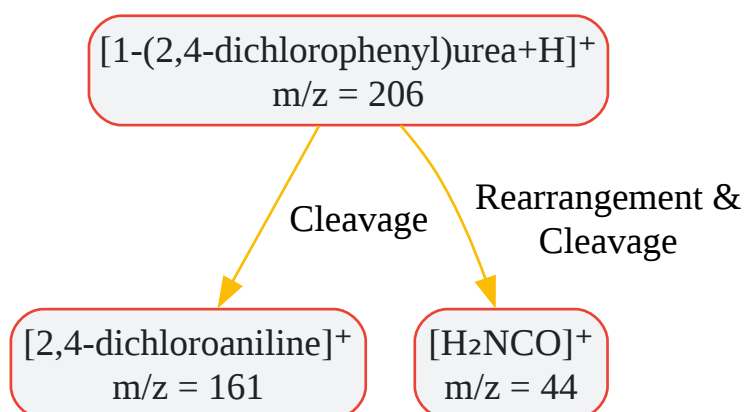 [1-(2,4-dichlorophenyl)urea+H]⁺
m/z = 206
Cleavage
Rearrangement &
Cleavage
[2,4-dichloroaniline]⁺
m/z = 161
[H₂NCO]⁺
m/z = 44